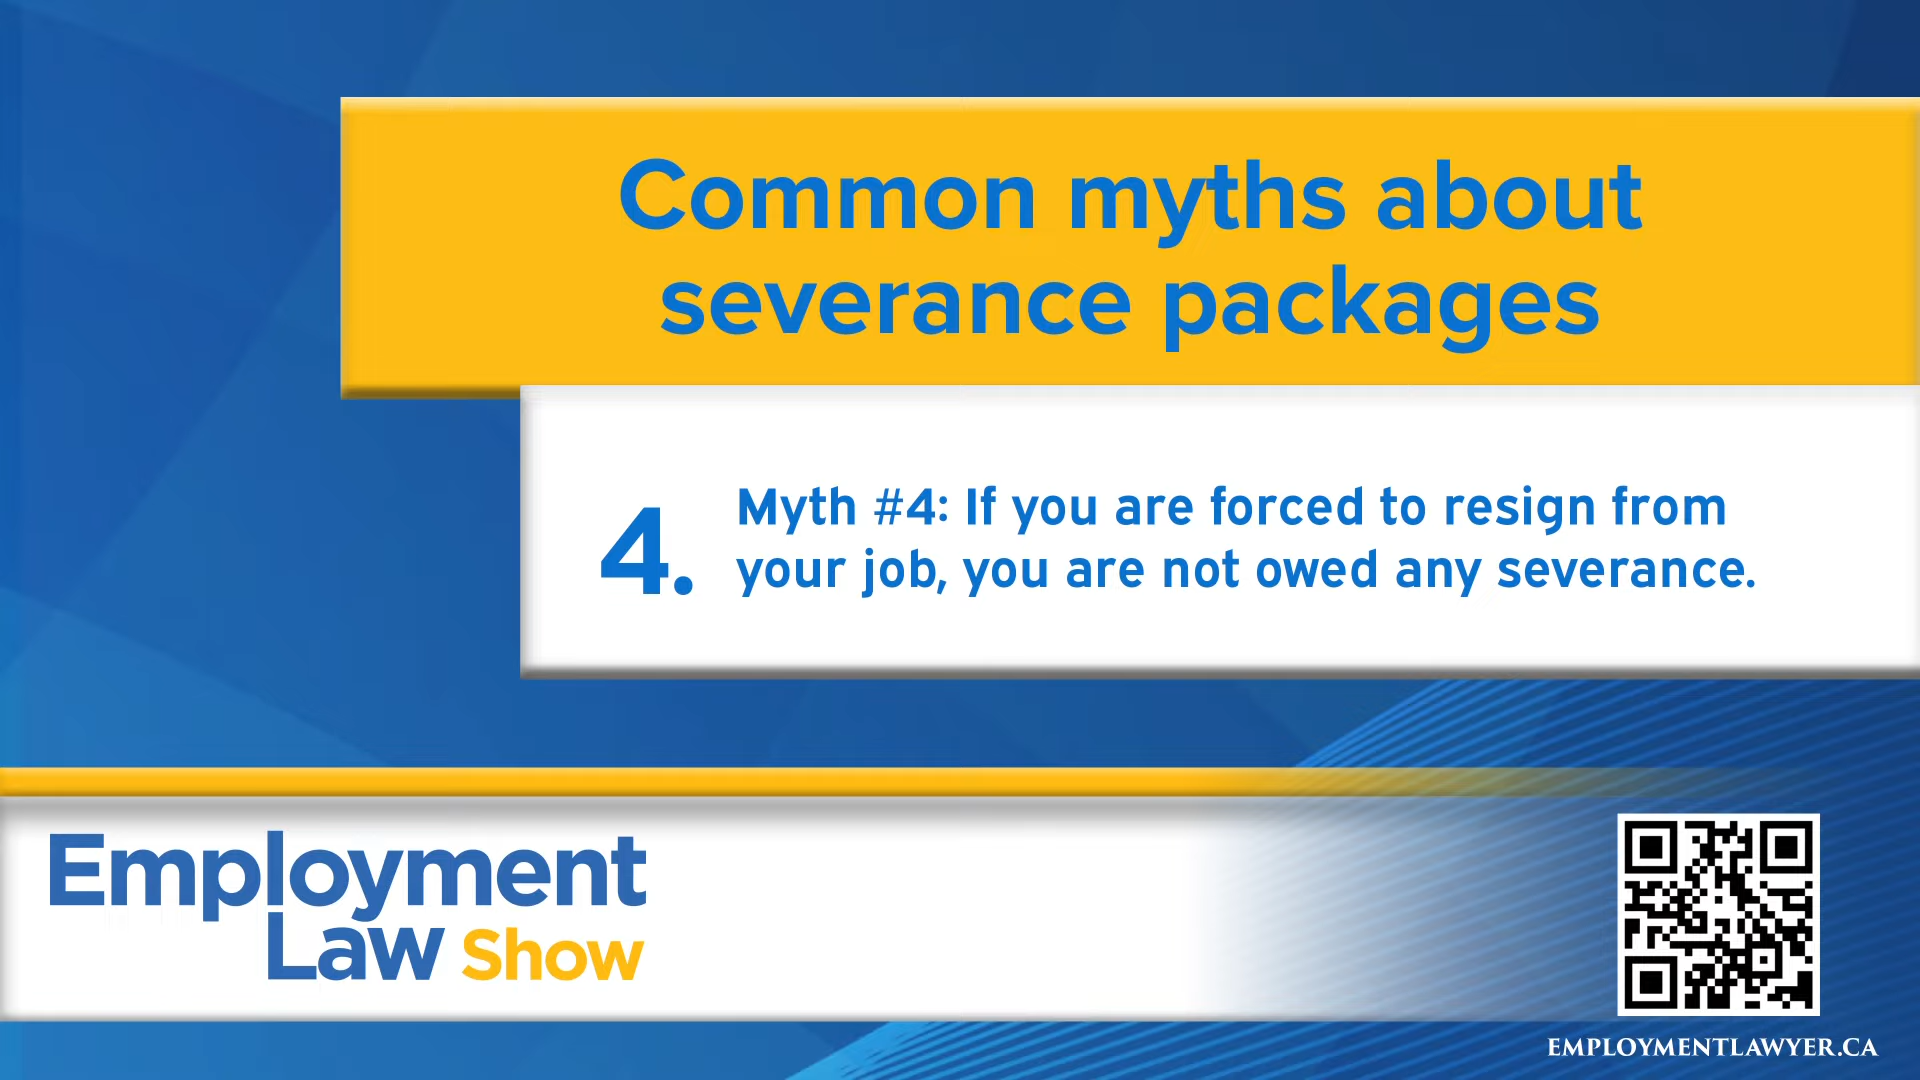 Common myths about
severance packages
4.
Myth #4: If you are forced to resign from
your job, you are not owed any severance.
Employment
Law Show
EMPLOYMENTLAWYER.CA